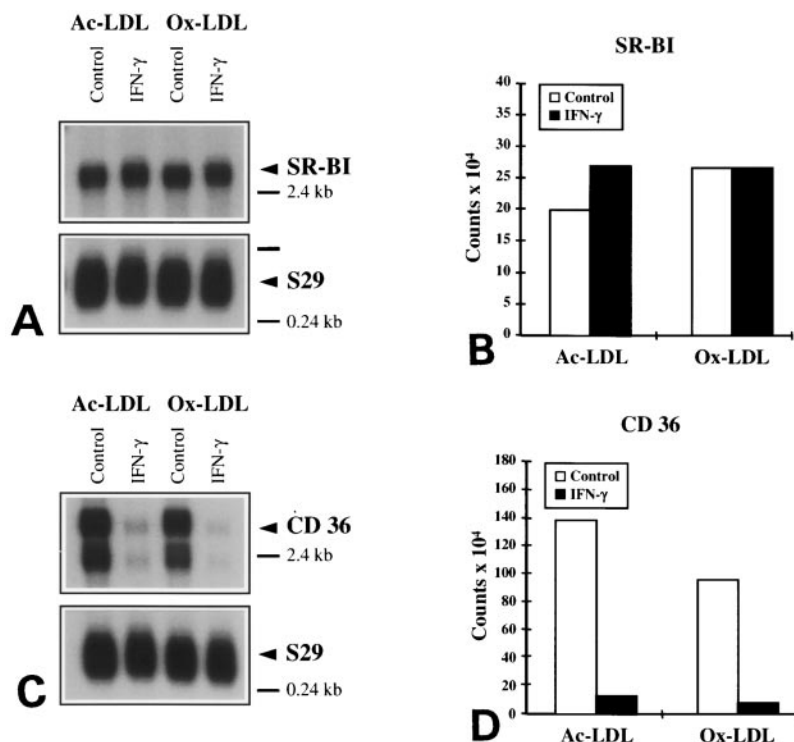 Ac-LDL Ox-LDL
Control IFN-γ Control IFN-γ
SR-BI
2.4 kb
S29
0.24 kb
A
SR-BI
Control
IFN-γ
Counts x 10⁴
40
35
30
25
20
15
10
5
0
Ac-LDL Ox-LDL
B
Ac-LDL Ox-LDL
Control IFN-γ Control IFN-γ
CD 36
2.4 kb
S29
0.24 kb
C
CD 36
Control
IFN-γ
Counts x 10⁴
180
160
140
120
100
80
60
40
20
0
Ac-LDL Ox-LDL
D